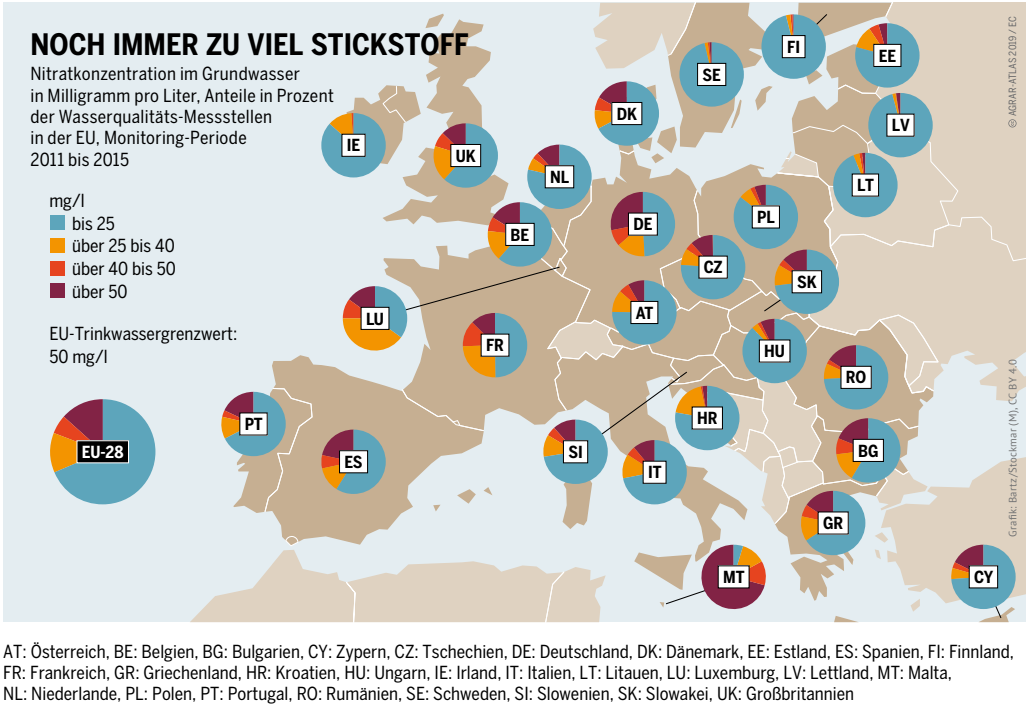 NOCH IMMER ZU VIEL STICKSTOFF
Nitratkonzentration im Grundwasser
in Milligramm pro Liter, Anteile in Prozent
der Wasserqualitäts-Messstellen
in der EU, Monitoring-Periode
2011 bis 2015
mg/l
bis 25
über 25 bis 40
über 40 bis 50
über 50
EU-Trinkwassergrenzwert:
50 mg/l
FI
EE
SE
DK
LV
IE
UK
NL
LT
PL
DE
BE
CZ
SK
LU
AT
FR
HU
RO
HR
PT
EU-28
ES
SI
IT
BG
GR
MT
CY
© AGRAR-ATLAS 2019 / EC
Grafik: Bartz/Stockmar (M), CC BY 4.0
AT: Österreich, BE: Belgien, BG: Bulgarien, CY: Zypern, CZ: Tschechien, DE: Deutschland, DK: Dänemark, EE: Estland, ES: Spanien, FI: Finnland,
FR: Frankreich, GR: Griechenland, HR: Kroatien, HU: Ungarn, IE: Irland, IT: Italien, LT: Litauen, LU: Luxemburg, LV: Lettland, MT: Malta,
NL: Niederlande, PL: Polen, PT: Portugal, RO: Rumänien, SE: Schweden, SI: Slowenien, SK: Slowakei, UK: Großbritannien